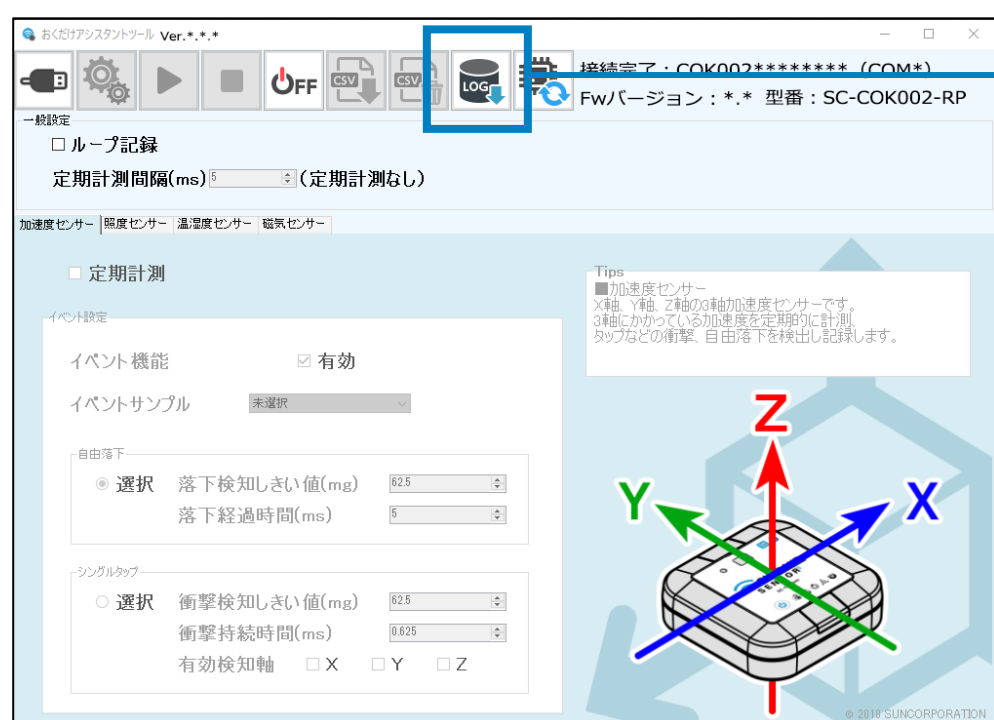 おくだけアシスタントツール Ver.*.*.*
OFF CSV CSV LOG
接続完了：COK002******** (COM*)
Fwバージョン：*.* 型番：SC-COK002-RP
一般設定
ループ記録
定期計測間隔(ms) 5 (定期計測なし)
加速度センサー 照度センサー 温湿度センサー 磁気センサー
定期計測
イベント設定
イベント機能 有効
イベントサンプル 未選択
自由落下
選択 落下検知しきい値(mg) 62.5
落下経過時間(ms) 5
シングルタップ
選択 衝撃検知しきい値(mg) 62.5
衝撃持続時間(ms) 0.625
有効検知軸 X Y Z
Tips
■加速度センサー
X軸、Y軸、Z軸の3軸加速度センサーです。
3軸にかかっている加速度を定期的に計測、
タップなどの衝撃、自由落下を検出し記録します。
Z
Y X
SENSOR
© 2018 SUNCORPORATION